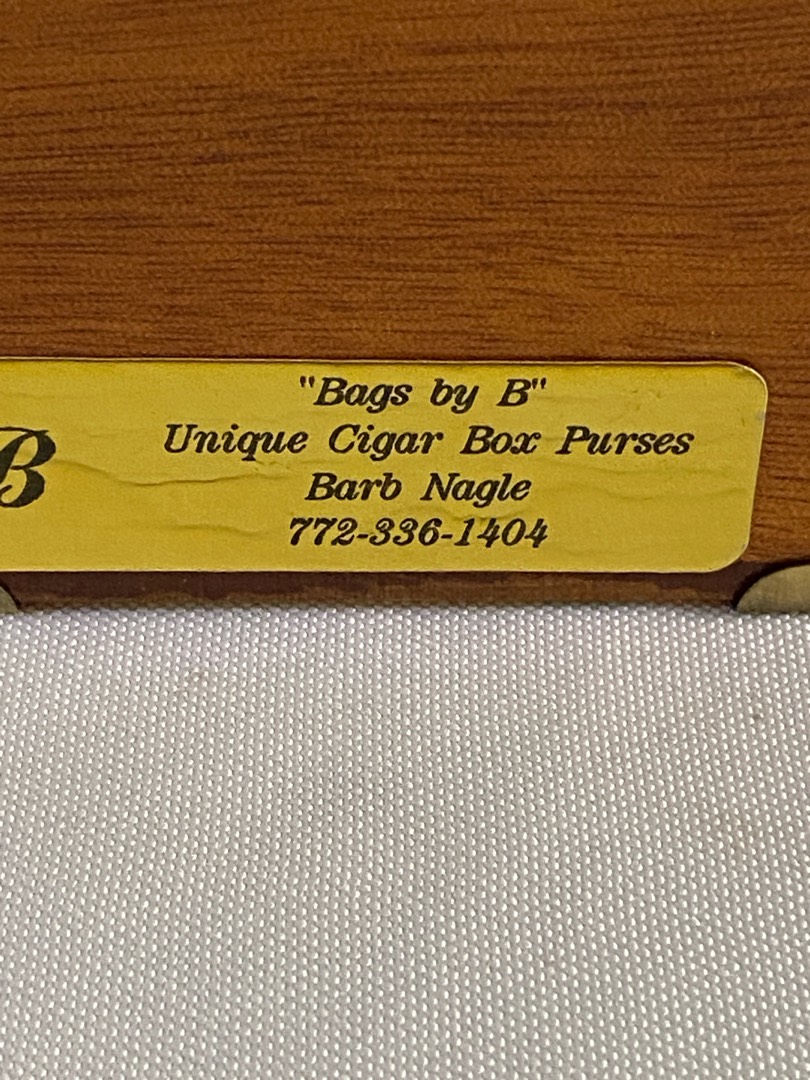 B
"Bags by B"
Unique Cigar Box Purses
Barb Nagle
772-336-1404